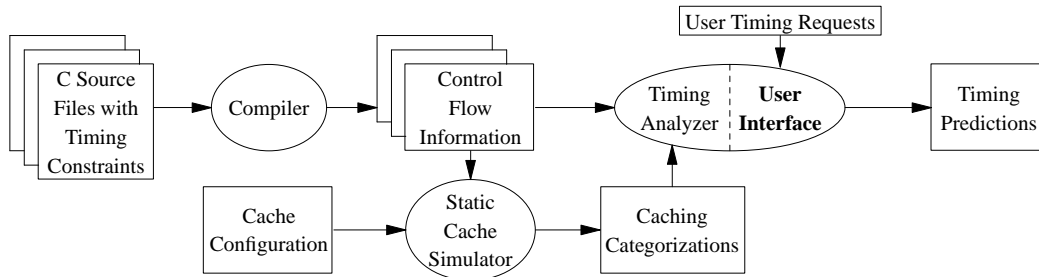 User Timing Requests
C Source
Files with
Timing
Constraints
Compiler
Control
Flow
Information
Timing
Analyzer
User
Interface
Timing
Predictions
Cache
Configuration
Static
Cache
Simulator
Caching
Categorizations